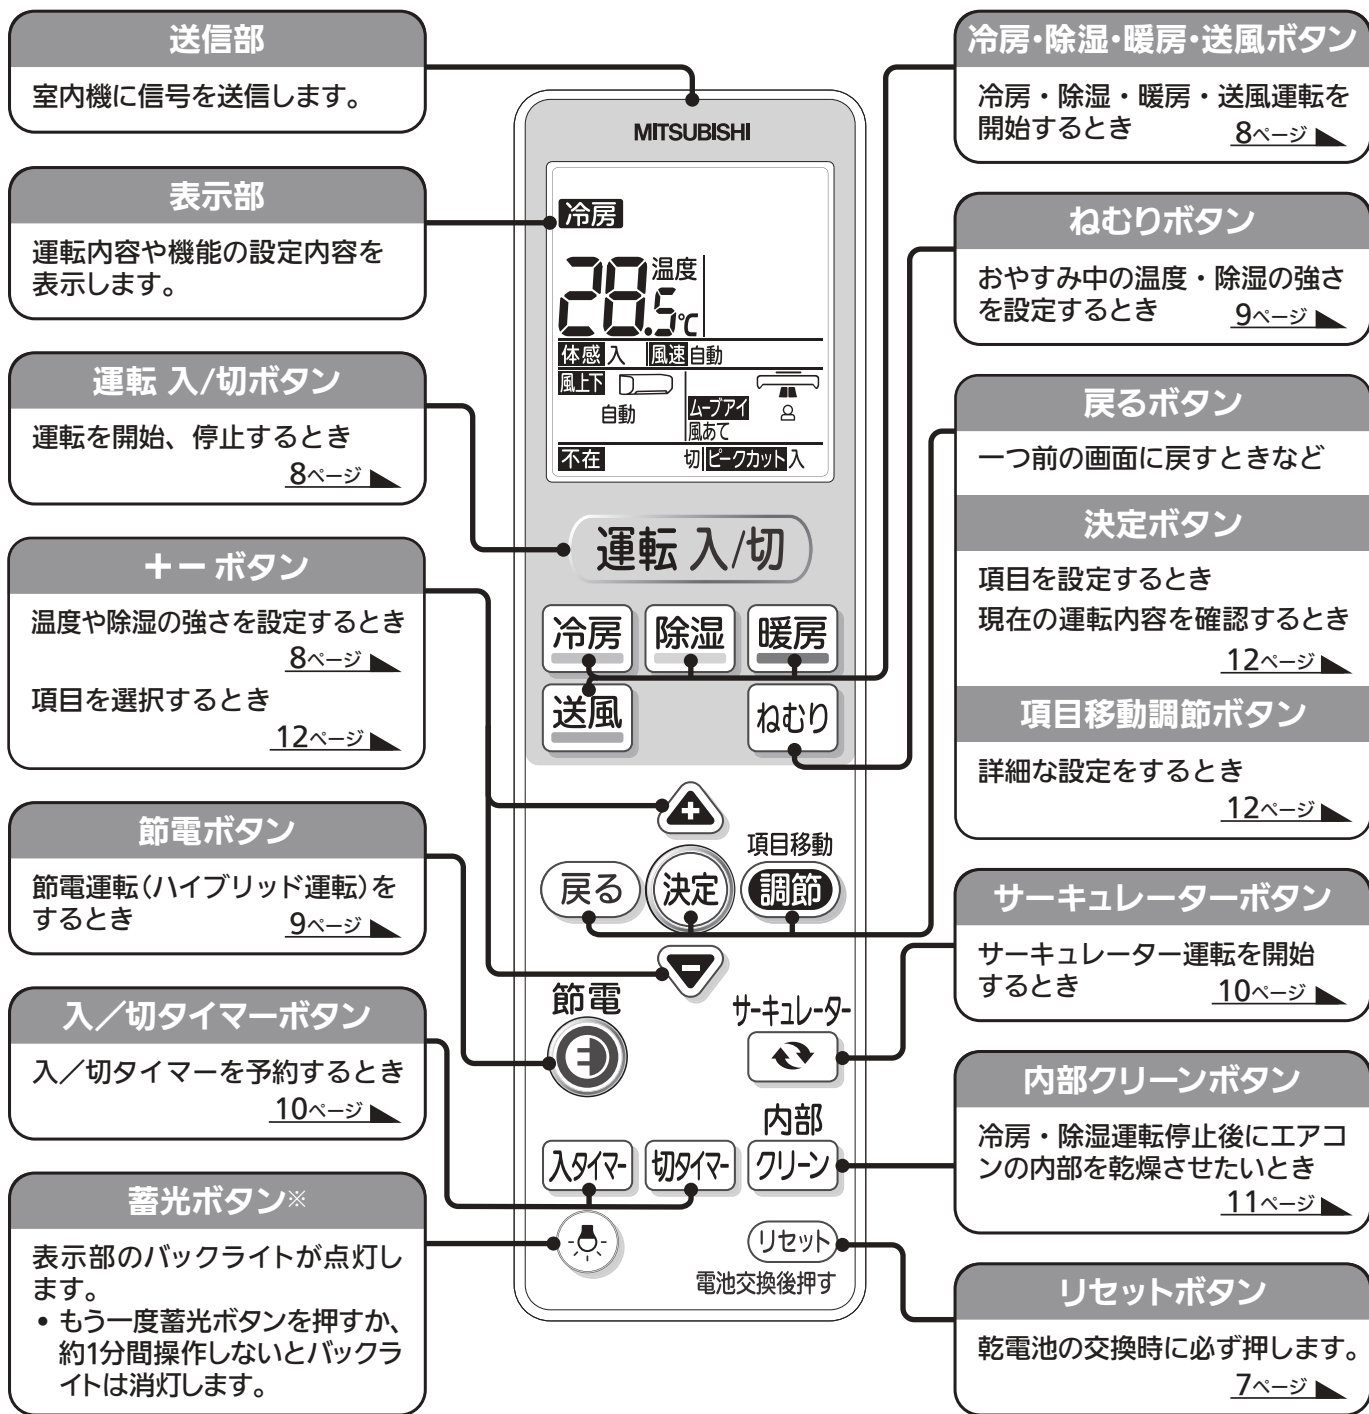 送信部
室内機に信号を送信します。
表示部
運転内容や機能の設定内容を
表示します。
運転 入/切ボタン
運転を開始、停止するとき
8ページ
＋− ボタン
温度や除湿の強さを設定するとき
8ページ
項目を選択するとき
12ページ
節電ボタン
節電運転(ハイブリッド運転)を
するとき 9ページ
入／切タイマーボタン
入／切タイマーを予約するとき
10ページ
蓄光ボタン※
表示部のバックライトが点灯し
ます。
• もう一度蓄光ボタンを押すか、
約1分間操作しないとバックラ
イトは消灯します。
MITSUBISHI
冷房
28.5℃ 温度
体感 入 風速 自動
風上下
自動
ムーブアイ
風あて
不在 切 ピークカット 入
運転 入/切
冷房 除湿 暖房
送風 ねむり
+
項目移動
戻る 決定 調節
-
節電
サーキュレーター
内部
入タイマー 切タイマー クリーン
リセット
電池交換後押す
冷房・除湿・暖房・送風ボタン
冷房・除湿・暖房・送風運転を
開始するとき 8ページ
ねむりボタン
おやすみ中の温度・除湿の強さ
を設定するとき 9ページ
戻るボタン
一つ前の画面に戻すときなど
決定ボタン
項目を設定するとき
現在の運転内容を確認するとき
12ページ
項目移動調節ボタン
詳細な設定をするとき
12ページ
サーキュレーターボタン
サーキュレーター運転を開始
するとき 10ページ
内部クリーンボタン
冷房・除湿運転停止後にエアコ
ンの内部を乾燥させたいとき
11ページ
リセットボタン
乾電池の交換時に必ず押します。
7ページ